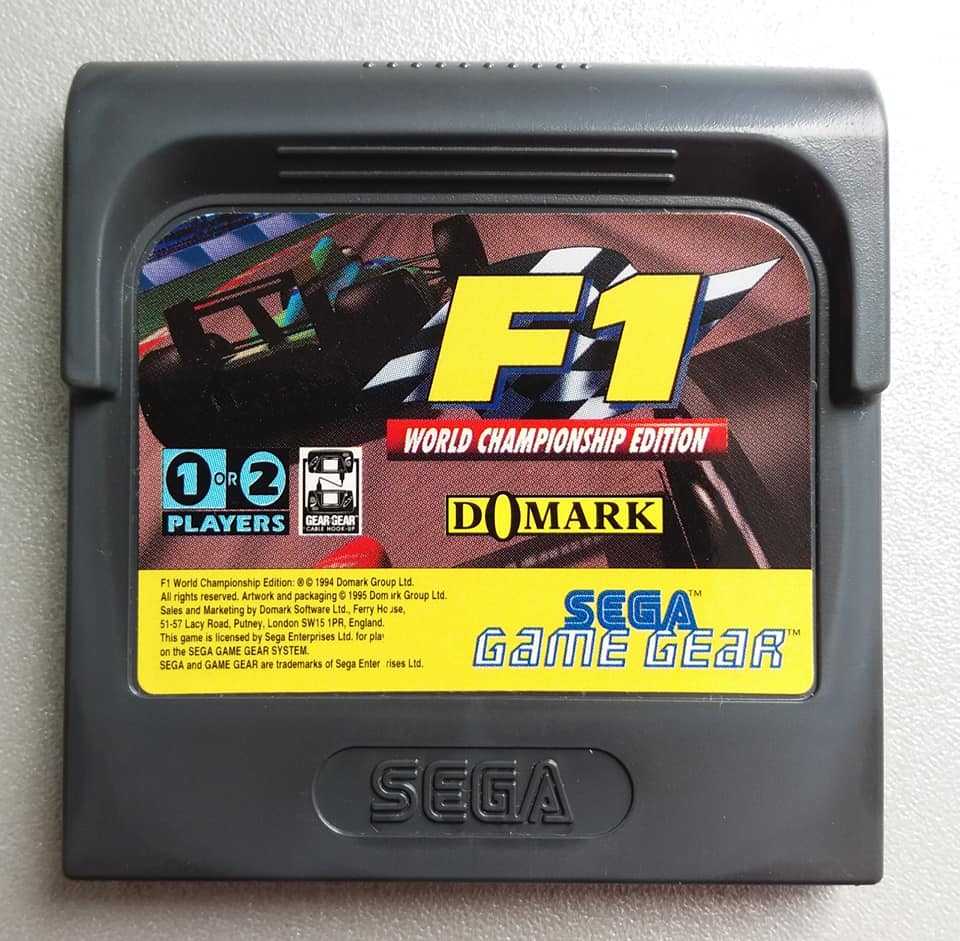 F1
WORLD CHAMPIONSHIP EDITION
1 OR 2
PLAYERS
GEAR-GEAR
CABLE HOOK-UP
DOMARK
F1 World Championship Edition: ® © 1994 Domark Group Ltd.
All rights reserved. Artwork and packaging © 1995 Dom rk Group Ltd.
Sales and Marketing by Domark Software Ltd., Ferry Ho se,
51-57 Lacy Road, Putney, London SW15 1PR, England.
This game is licensed by Sega Enterprises Ltd. for pla
on the SEGA GAME GEAR SYSTEM.
SEGA and GAME GEAR are trademarks of Sega Enter rises Ltd.
SEGA™
GAME GEAR™
SEGA